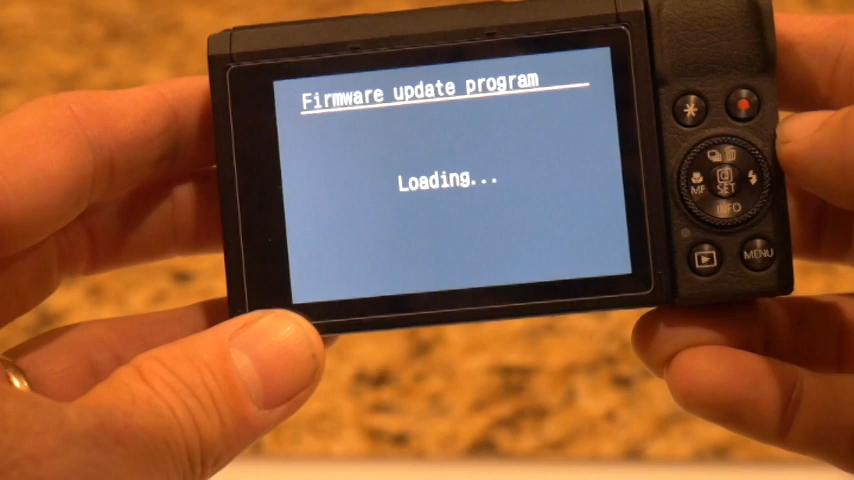 Firmware update program
Loading...
MF
SET
INFO
MENU